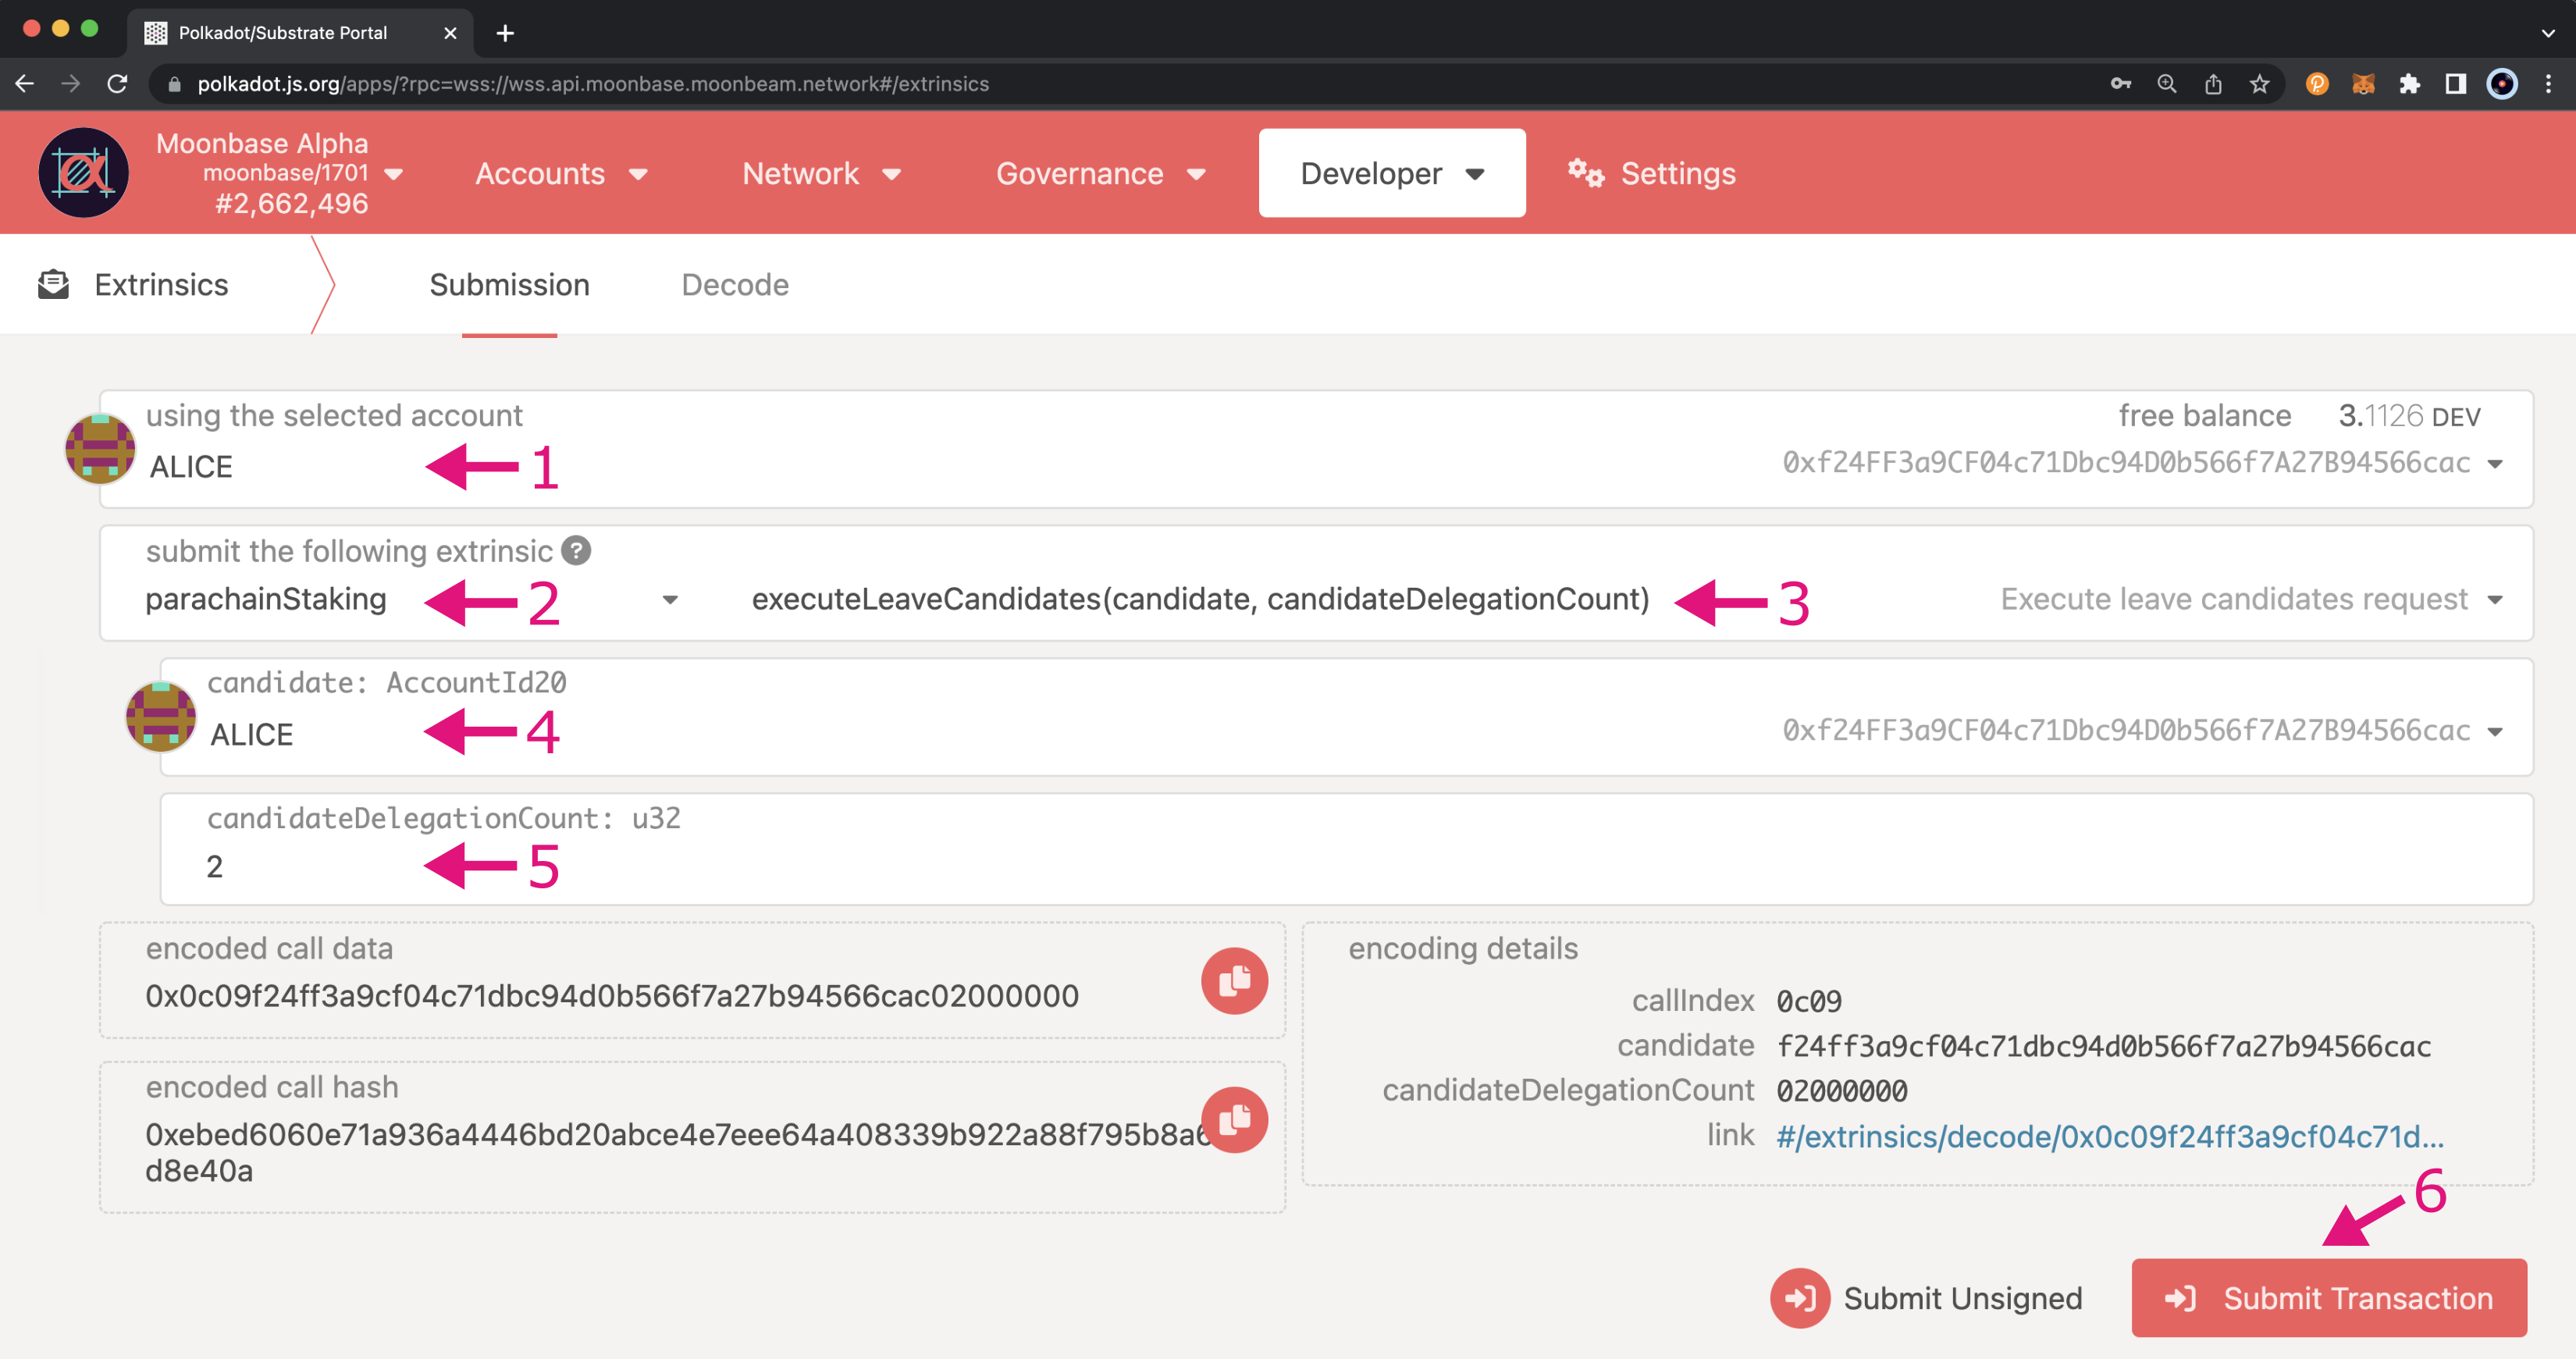 Polkadot/Substrate Portal
polkadot.js.org/apps/?rpc=wss://wss.api.moonbase.moonbeam.network#/extrinsics
Moonbase Alpha
moonbase/1701
#2,662,496
Accounts
Network
Governance
Developer
Settings
Extrinsics
Submission
Decode
using the selected account
free balance 3.1126 DEV
ALICE
1
0xf24FF3a9CF04c71Dbc94D0b566f7A27B94566cac
submit the following extrinsic ?
parachainStaking
2
executeLeaveCandidates(candidate, candidateDelegationCount)
3
Execute leave candidates request
candidate: AccountId20
ALICE
4
0xf24FF3a9CF04c71Dbc94D0b566f7A27B94566cac
candidateDelegationCount: u32
2
5
encoded call data
0x0c09f24ff3a9cf04c71dbc94d0b566f7a27b94566cac02000000
encoded call hash
0xebed6060e71a936a4446bd20abce4e7eee64a408339b922a88f795b8a6
d8e40a
encoding details
callIndex 0c09
candidate f24ff3a9cf04c71dbc94d0b566f7a27b94566cac
candidateDelegationCount 02000000
link #/extrinsics/decode/0x0c09f24ff3a9cf04c71d...
6
Submit Unsigned
Submit Transaction